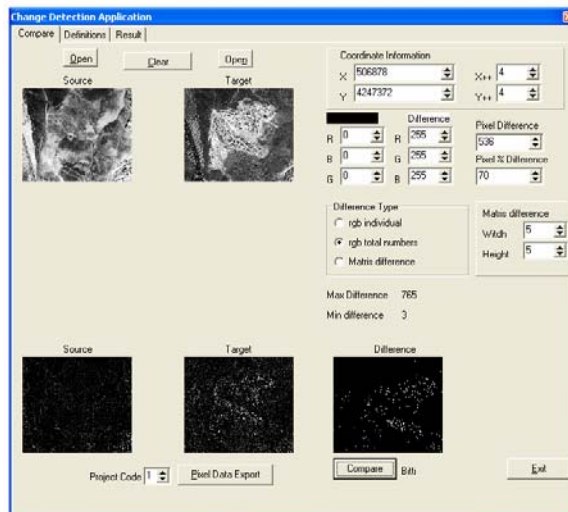 Change Detection Application
Compare Definitions Result
Open Clear Open
Source Target
Coordinate Information
X 506878 X++ 4
Y 4247372 Y++ 4
Difference
R 0 R 255
B 0 G 255
G 0 B 255
Pixel Difference
536
Pixel % Difference
70
Difference Type
rgb individual
rgb total numbers
Matris difference
Matris difference
Witdh 5
Height 5
Max Difference 765
Min difference 3
Source Target Difference
Project Code 1 Pixel Data Export Compare Bitti Exit